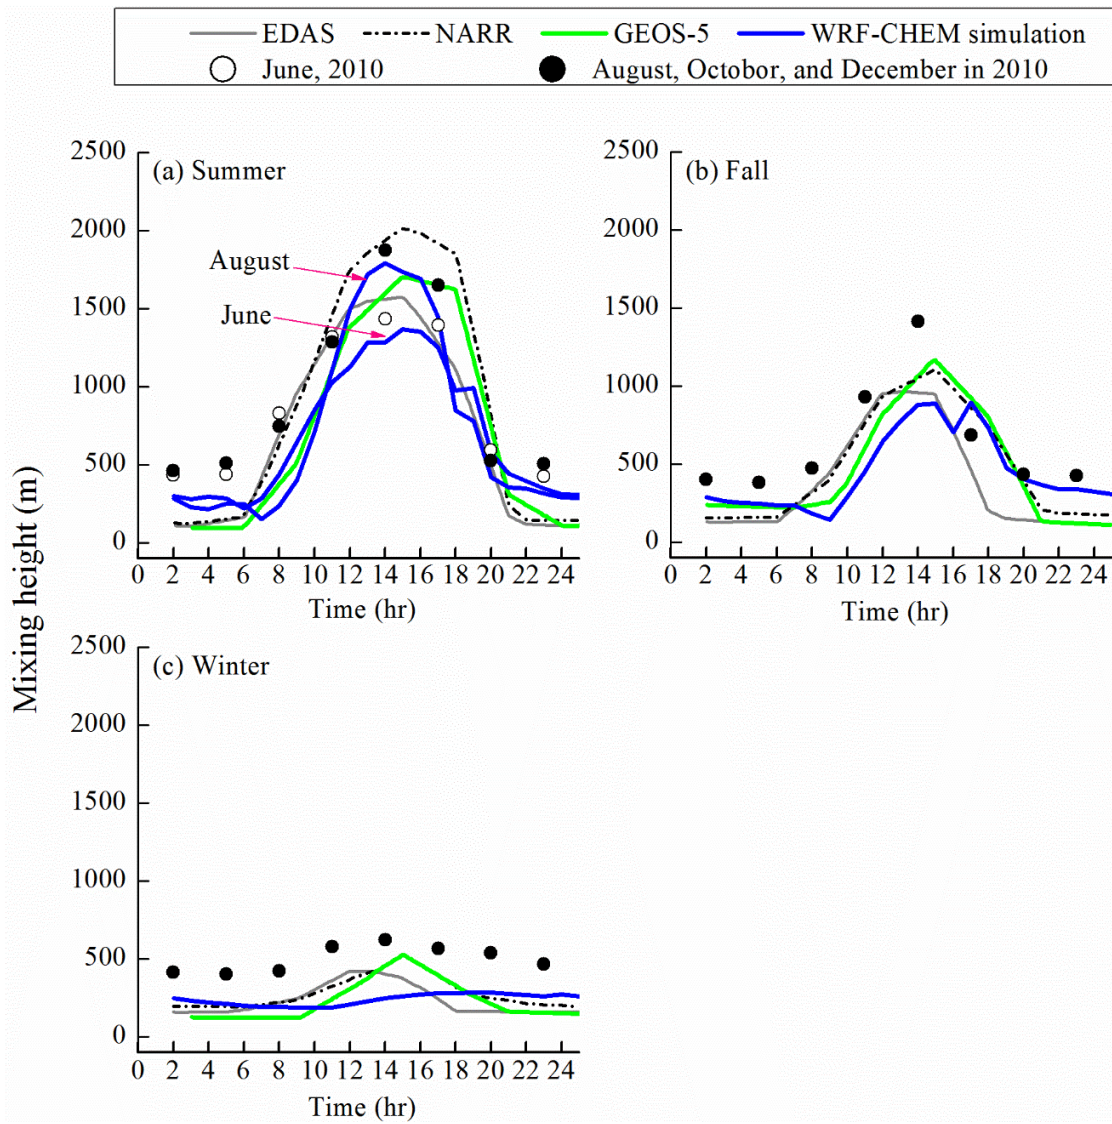 EDAS NARR GEOS-5 WRF-CHEM simulation
June, 2010 August, Octobor, and December in 2010
Mixing height (m)
(a) Summer
2500
2000
1500
1000
500
0
August
June
0 2 4 6 8 10 12 14 16 18 20 22 24
Time (hr)
(b) Fall
2500
2000
1500
1000
500
0
0 2 4 6 8 10 12 14 16 18 20 22 24
Time (hr)
(c) Winter
2500
2000
1500
1000
500
0
0 2 4 6 8 10 12 14 16 18 20 22 24
Time (hr)